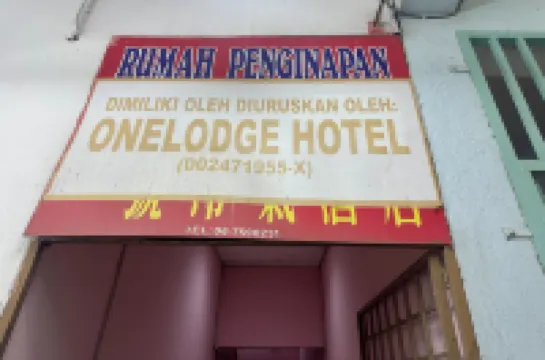 RUMAH PENGINAPAN
DIMILIKI OLEH DIURUSKAN OLEH:
ONELODGE HOTEL
(002471955-X)